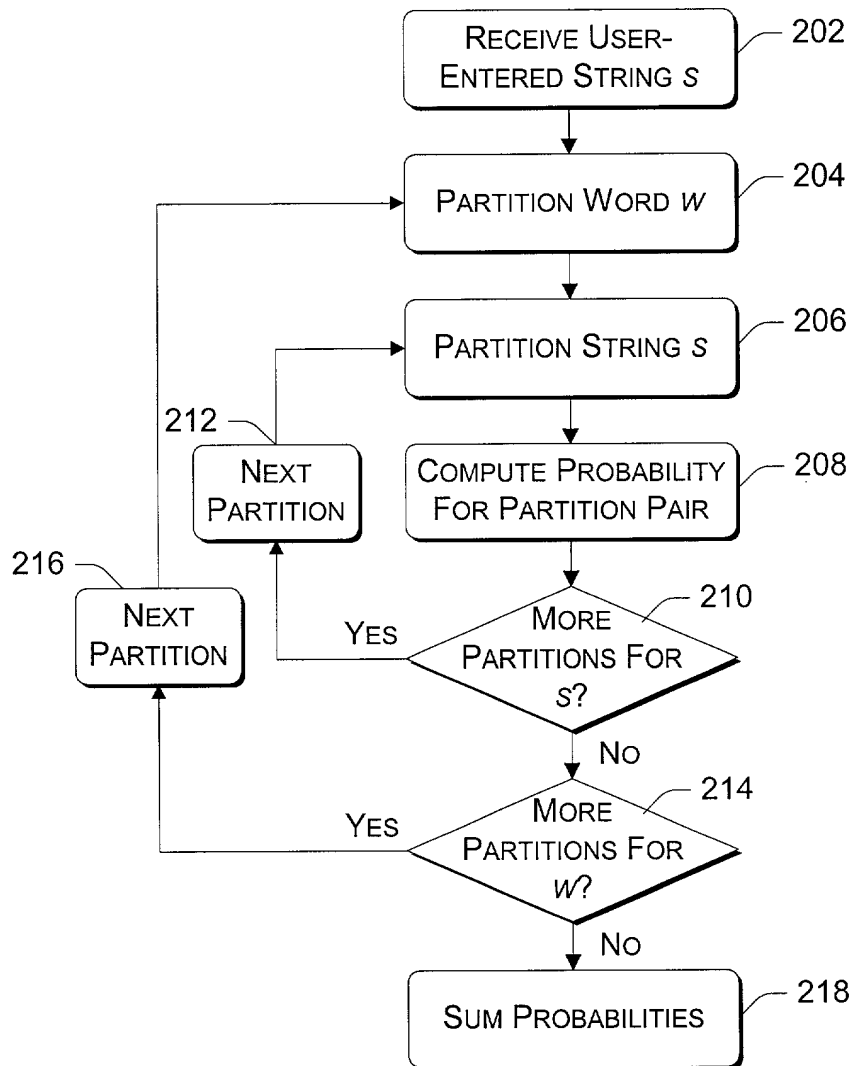 RECEIVE USER-
ENTERED STRING s
202
PARTITION WORD w
204
PARTITION STRING s
206
212
NEXT
PARTITION
COMPUTE PROBABILITY
FOR PARTITION PAIR
208
216
NEXT
PARTITION
YES
MORE
PARTITIONS FOR
s?
210
NO
YES
MORE
PARTITIONS FOR
w?
214
NO
SUM PROBABILITIES
218